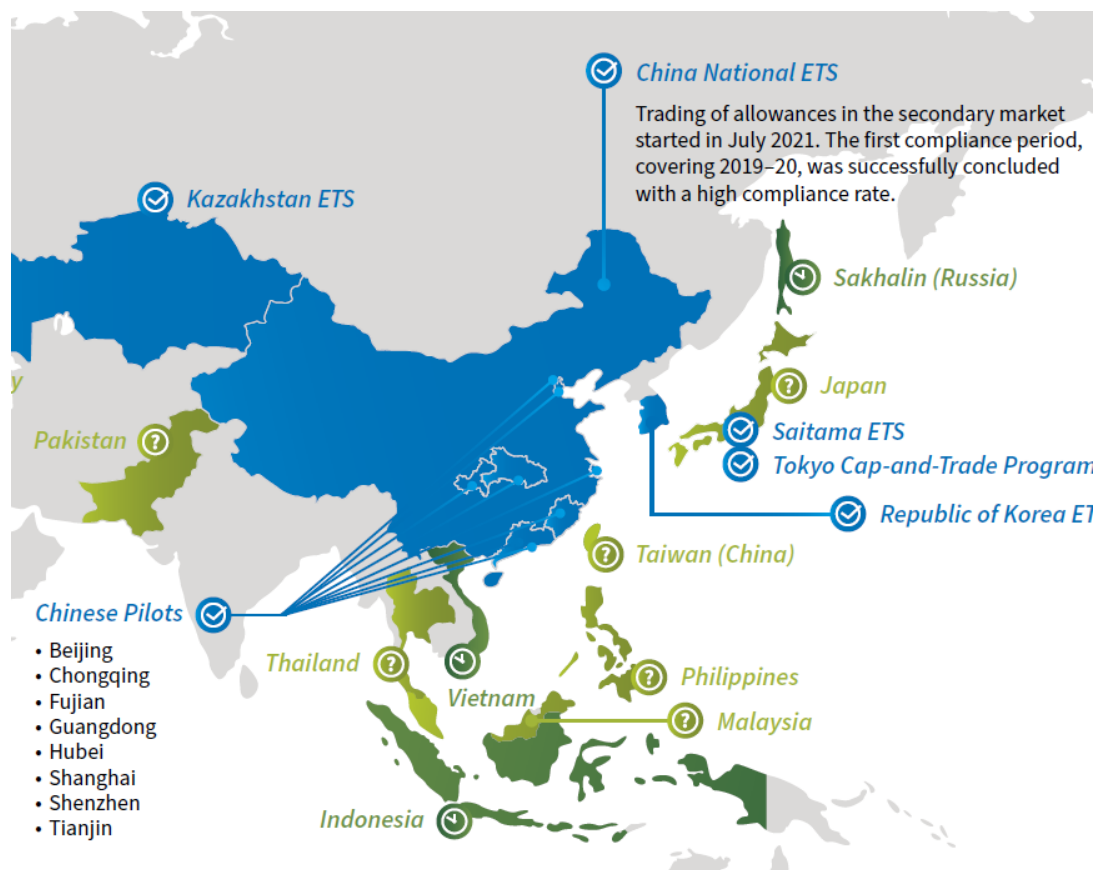 China National ETS
Trading of allowances in the secondary market
started in July 2021. The first compliance period,
covering 2019–20, was successfully concluded
with a high compliance rate.
Kazakhstan ETS
Sakhalin (Russia)
y
Japan
Pakistan
Saitama ETS
Tokyo Cap-and-Trade Program
Republic of Korea ET
Taiwan (China)
Chinese Pilots
• Beijing
• Chongqing
• Fujian
• Guangdong
• Hubei
• Shanghai
• Shenzhen
• Tianjin
Thailand
Vietnam
Philippines
Malaysia
Indonesia